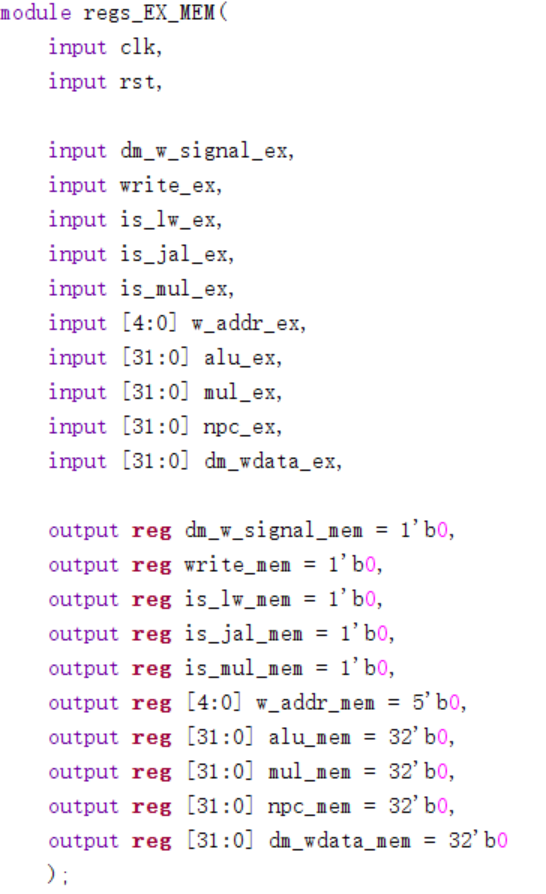 module regs_EX_MEM(
    input clk,
    input rst,

    input dm_w_signal_ex,
    input write_ex,
    input is_lw_ex,
    input is_jal_ex,
    input is_mul_ex,
    input [4:0] w_addr_ex,
    input [31:0] alu_ex,
    input [31:0] mul_ex,
    input [31:0] npc_ex,
    input [31:0] dm_wdata_ex,

    output reg dm_w_signal_mem = 1'b0,
    output reg write_mem = 1'b0,
    output reg is_lw_mem = 1'b0,
    output reg is_jal_mem = 1'b0,
    output reg is_mul_mem = 1'b0,
    output reg [4:0] w_addr_mem = 5'b0,
    output reg [31:0] alu_mem = 32'b0,
    output reg [31:0] mul_mem = 32'b0,
    output reg [31:0] npc_mem = 32'b0,
    output reg [31:0] dm_wdata_mem = 32'b0
    );